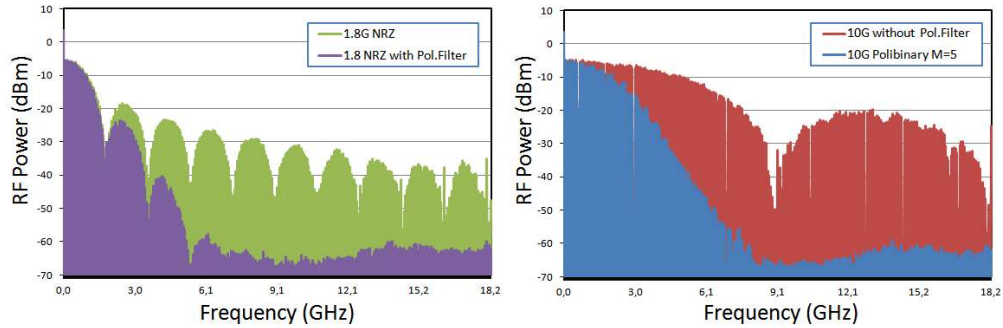 10
0
-10
-20
-30
-40
-50
-60
-70
RF Power (dBm)
1.8G NRZ
1.8 NRZ with Pol.Filter
0,0 3,0 6,1 9,1 12,1 15,2 18,2
Frequency (GHz)
10
0
-10
-20
-30
-40
-50
-60
-70
RF Power (dBm)
10G without Pol.Filter
10G Polibinary M=5
0,0 3,0 6,1 9,1 12,1 15,2 18,2
Frequency (GHz)